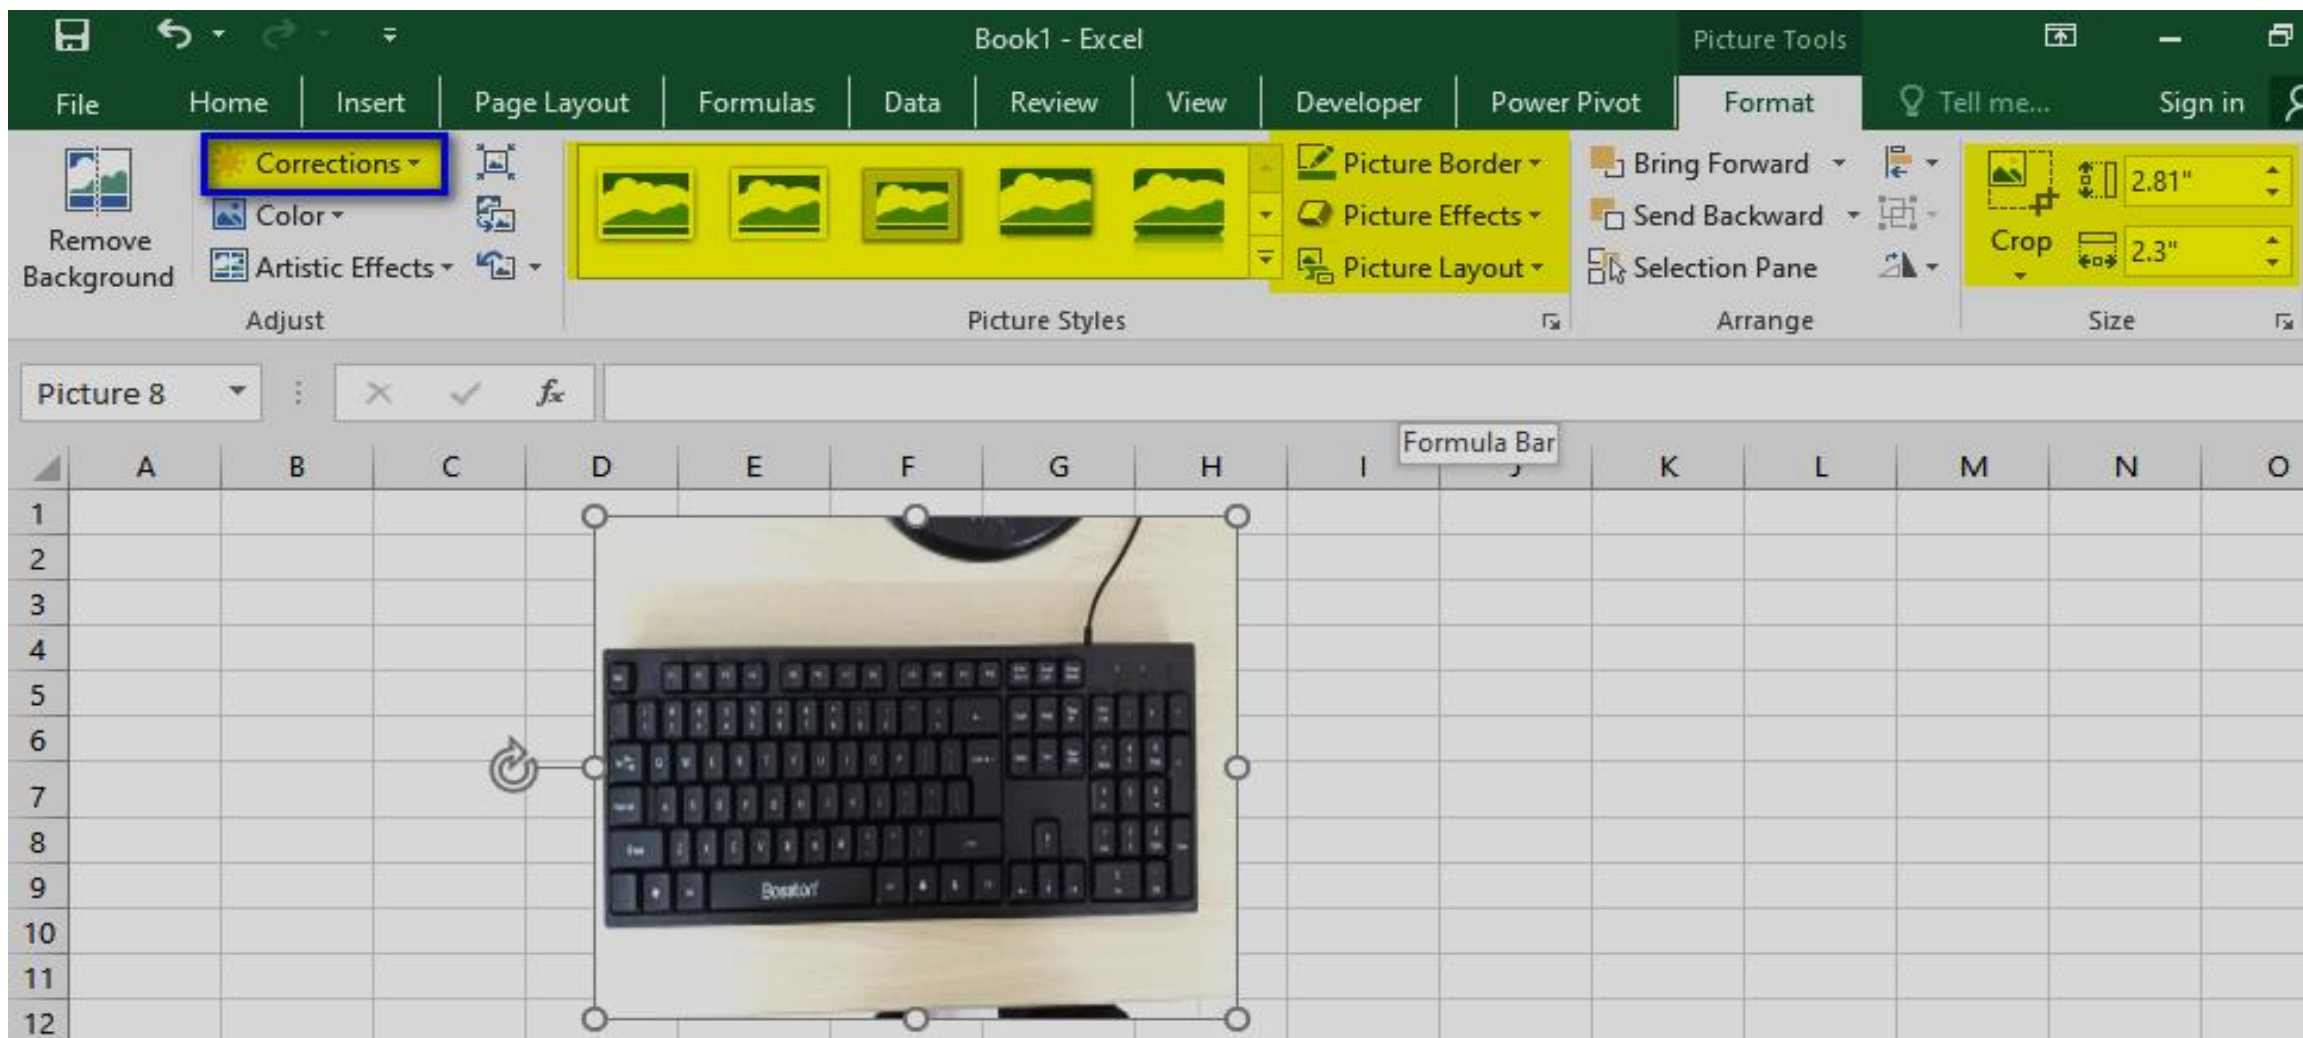 Book1 - Excel
Picture Tools
File Home Insert Page Layout Formulas Data Review View Developer Power Pivot Format Tell me... Sign in
Remove Background
Corrections
Color
Artistic Effects
Adjust
Picture Border
Picture Effects
Picture Layout
Picture Styles
Bring Forward
Send Backward
Selection Pane
Arrange
Crop
2.81"
2.3"
Size
Picture 8
fx
Formula Bar
A B C D E F G H I J K L M N O
1
2
3
4
5
6
7
8
9
10
11
12